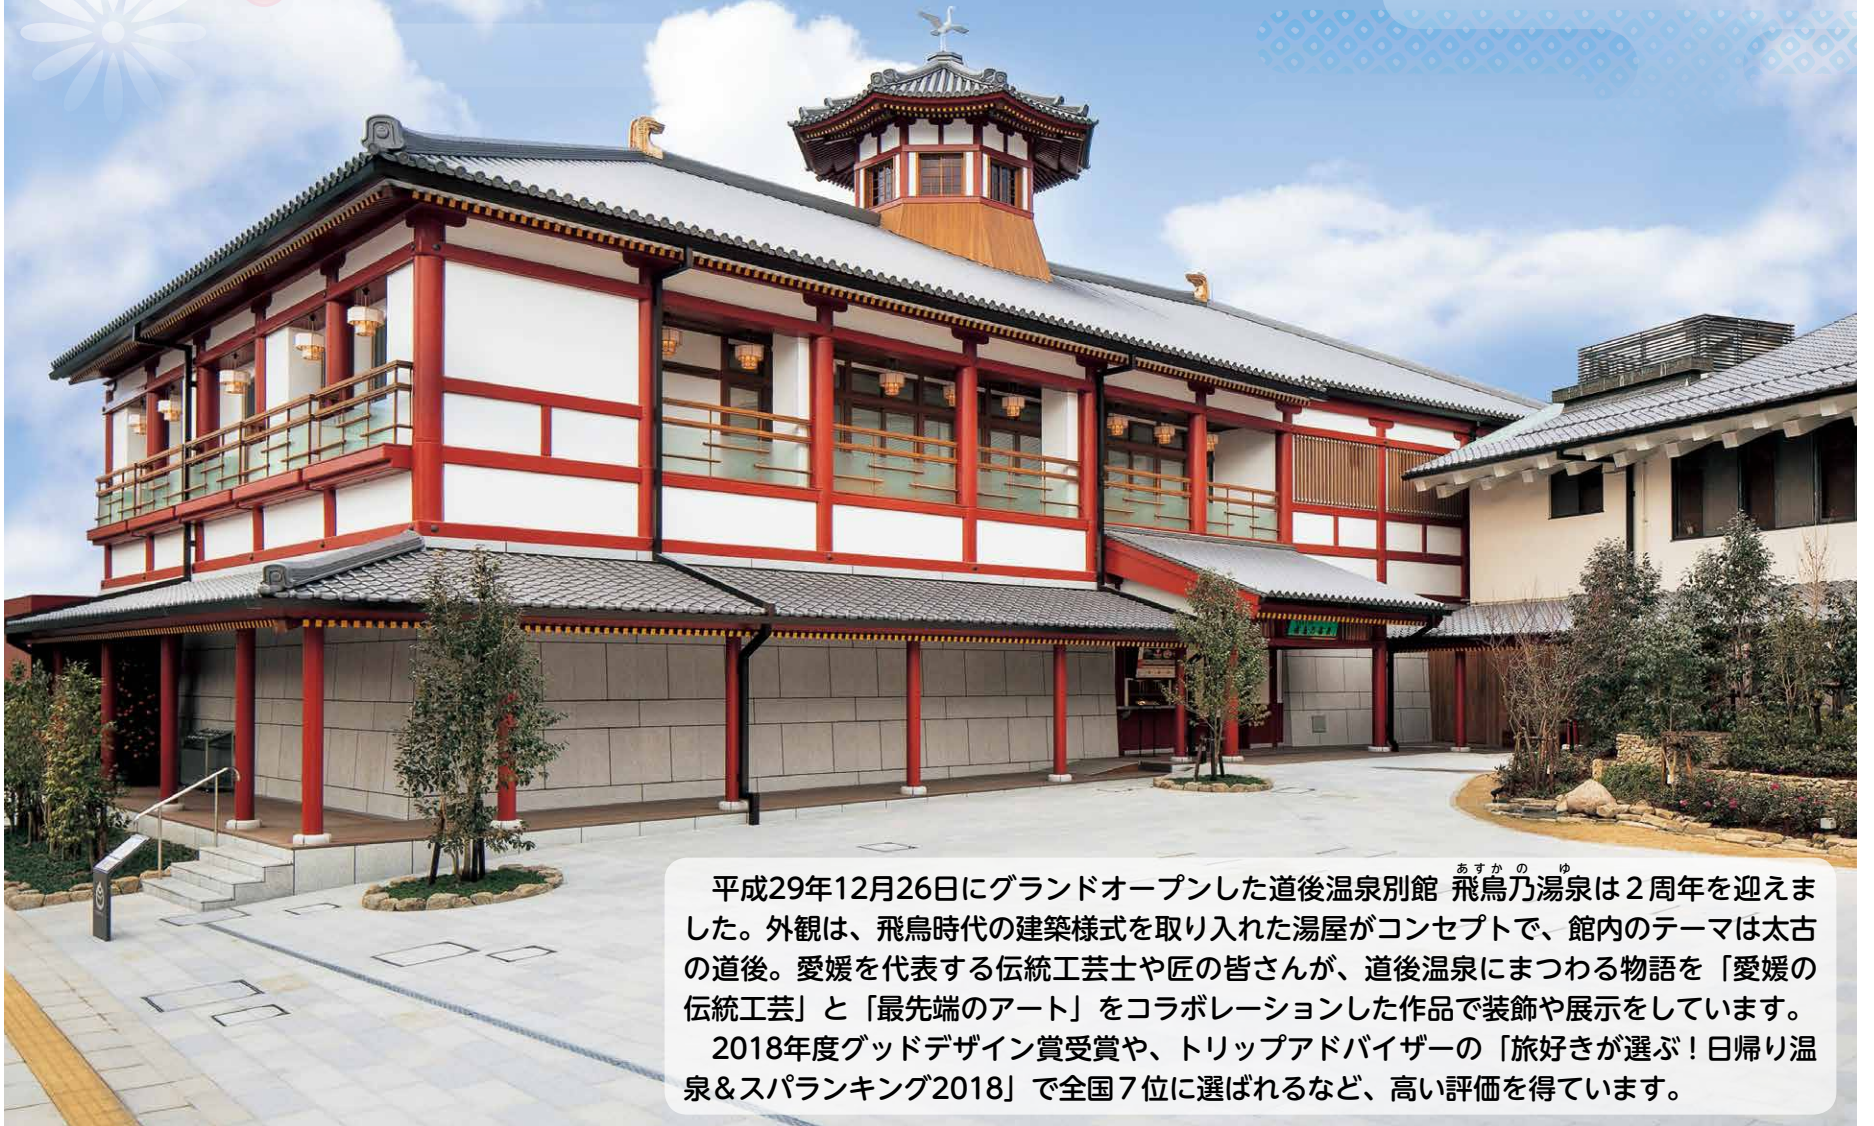 あすか の ゆ
平成29年12月26日にグランドオープンした道後温泉別館 飛鳥乃湯泉は２周年を迎えま
した。外観は、飛鳥時代の建築様式を取り入れた湯屋がコンセプトで、館内のテーマは太古
の道後。愛媛を代表する伝統工芸士や匠の皆さんが、道後温泉にまつわる物語を「愛媛の
伝統工芸」と「最先端のアート」をコラボレーションした作品で装飾や展示をしています。
2018年度グッドデザイン賞受賞や、トリップアドバイザーの「旅好きが選ぶ！日帰り温
泉＆スパランキング2018」で全国７位に選ばれるなど、高い評価を得ています。